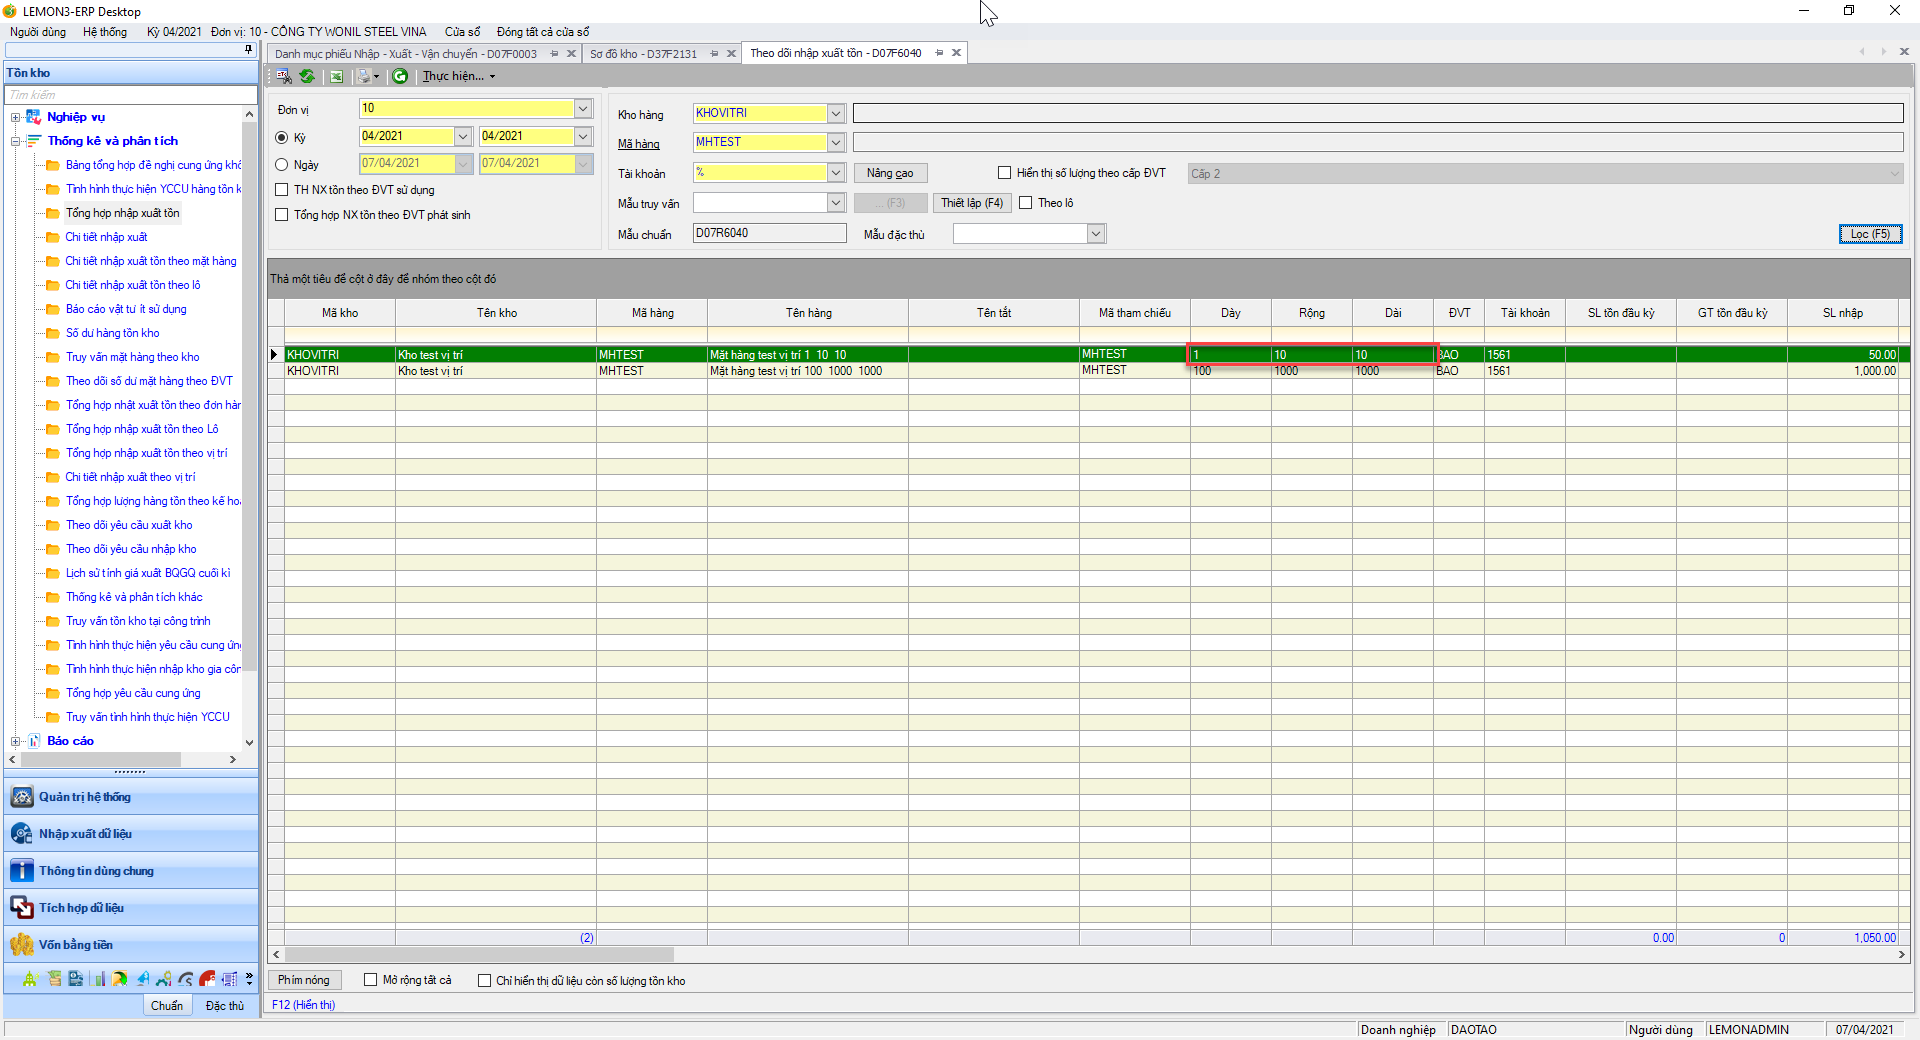 LEMON3-ERP Desktop
Người dùng Hệ thống Kỳ 04/2021 Đơn vị: 10 - CÔNG TY WONIL STEEL VINA Cửa sổ Đóng tất cả cửa sổ
Danh mục phiếu Nhập - Xuất - Vận chuyển - D07F0003
Sơ đồ kho - D37F2131
Theo dõi nhập xuất tồn - D07F6040
Tồn kho
Tìm kiếm
Nghiệp vụ
Thống kê và phân tích
Bảng tổng hợp đề nghị cung ứng khô
Tình hình thực hiện YCCU hàng tồn k
Tổng hợp nhập xuất tồn
Chi tiết nhập xuất
Chi tiết nhập xuất tồn theo mặt hàng
Chi tiết nhập xuất tồn theo lô
Báo cáo vật tư ít sử dụng
Số dư hàng tồn kho
Truy vấn mặt hàng theo kho
Theo dõi số dư mặt hàng theo ĐVT
Tổng hợp nhật xuất tồn theo đơn hàn
Tổng hợp nhập xuất tồn theo Lô
Tổng hợp nhập xuất tồn theo vị trí
Chi tiết nhập xuất theo vị trí
Tổng hợp lượng hàng tồn theo kế hoạ
Theo dõi yêu cầu xuất kho
Theo dõi yêu cầu nhập kho
Lịch sử tính giá xuất BQGQ cuối kì
Thống kê và phân tích khác
Truy vấn tồn kho tại công trình
Tình hình thực hiện yêu cầu cung ứng
Tình hình thực hiện nhập kho gia côn
Tổng hợp yêu cầu cung ứng
Truy vấn tình hình thực hiện YCCU
Báo cáo
Quản trị hệ thống
Nhập xuất dữ liệu
Thông tin dùng chung
Tích hợp dữ liệu
Vốn bằng tiền
Chuẩn Đặc thù
Thực hiện...
Đơn vị 10
Kỳ 04/2021 04/2021
Ngày 07/04/2021 07/04/2021
TH NX tồn theo ĐVT sử dụng
Tổng hợp NX tồn theo ĐVT phát sinh
Kho hàng KHOVITRI
Mã hàng MHTEST
Tài khoản % Nâng cao Hiển thị số lượng theo cấp ĐVT Cấp 2
Mẫu truy vấn ... (F3) Thiết lập (F4) Theo lô
Mẫu chuẩn D07R6040 Mẫu đặc thù Lọc (F5)
Thả một tiêu đề cột ở đây để nhóm theo cột đó
Mã kho Tên kho Mã hàng Tên hàng Tên tắt Mã tham chiếu Dày Rộng Dài ĐVT Tài khoản SL tồn đầu kỳ GT tồn đầu kỳ SL nhập
KHOVITRI Kho test vị trí MHTEST Mặt hàng test vị trí 1 10 10 MHTEST 1 10 10 BAO 1561 50.00
KHOVITRI Kho test vị trí MHTEST Mặt hàng test vị trí 100 1000 1000 MHTEST 100 1000 1000 BAO 1561 1,000.00
(2) 0.00 0 1,050.00
Phím nóng Mở rộng tất cả Chỉ hiển thị dữ liệu còn số lượng tồn kho
F12 (Hiển thị)
Doanh nghiệp DAOTAO Người dùng LEMONADMIN 07/04/2021